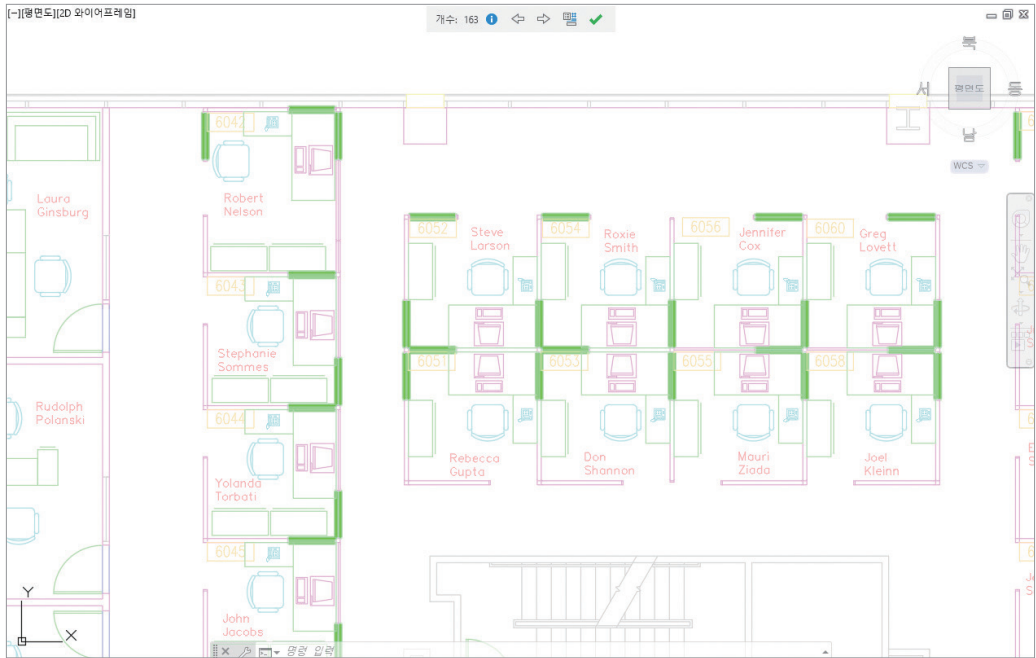 [−][평면도][2D 와이어프레임]
개수: 163
북
서
평면도
동
남
WCS
6042
Robert
Nelson
Laura
Ginsburg
6052
Steve
Larson
6054
Roxie
Smith
6056
Jennifer
Cox
6060
Greg
Lovett
6043
Stephanie
Sommes
6051
6053
6055
6058
Rudolph
Polanski
6044
Yolanda
Torbati
Rebecca
Gupta
Don
Shannon
Mauri
Ziada
Joel
Kleinn
6045
John
Jacobs
Y
X
명령 입력